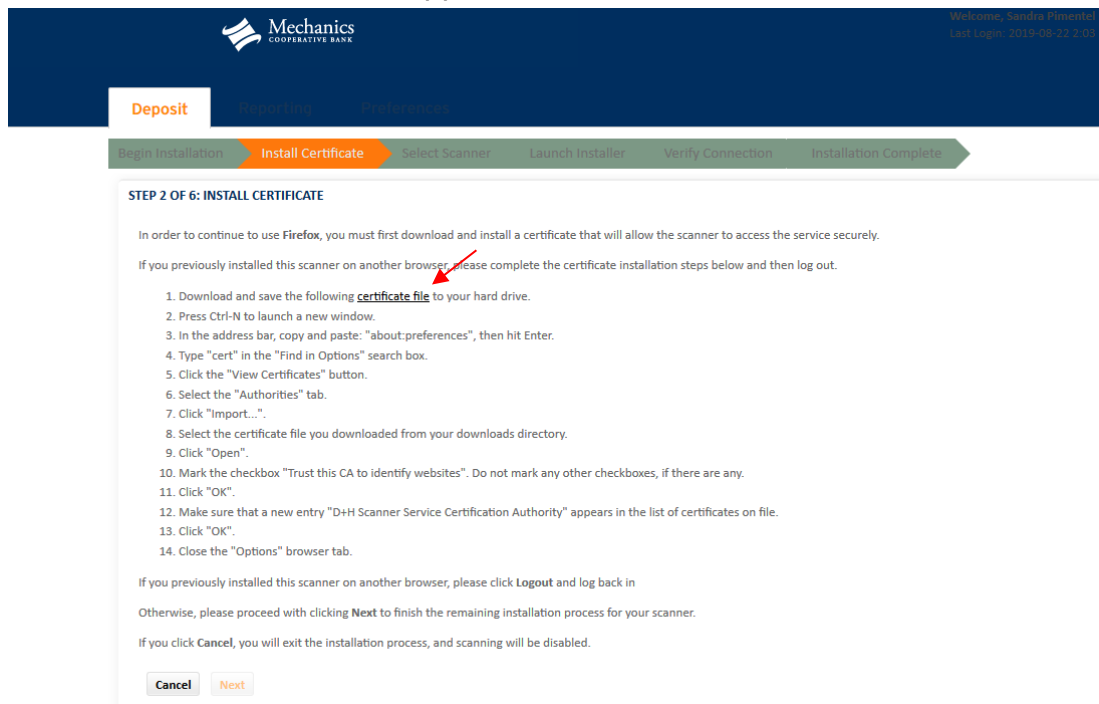 Mechanics
COOPERATIVE BANK
Welcome, Sandra Pimentel
Last Login: 2019-08-22 2:03
Deposit Reporting Preferences
Begin Installation Install Certificate Select Scanner Launch Installer Verify Connection Installation Complete
STEP 2 OF 6: INSTALL CERTIFICATE
In order to continue to use Firefox, you must first download and install a certificate that will allow the scanner to access the service securely.
If you previously installed this scanner on another browser, please complete the certificate installation steps below and then log out.
1. Download and save the following certificate file to your hard drive.
2. Press Ctrl-N to launch a new window.
3. In the address bar, copy and paste: "about:preferences", then hit Enter.
4. Type "cert" in the "Find in Options" search box.
5. Click the "View Certificates" button.
6. Select the "Authorities" tab.
7. Click "Import...".
8. Select the certificate file you downloaded from your downloads directory.
9. Click "Open".
10. Mark the checkbox "Trust this CA to identify websites". Do not mark any other checkboxes, if there are any.
11. Click "OK".
12. Make sure that a new entry "D+H Scanner Service Certification Authority" appears in the list of certificates on file.
13. Click "OK".
14. Close the "Options" browser tab.
If you previously installed this scanner on another browser, please click Logout and log back in
Otherwise, please proceed with clicking Next to finish the remaining installation process for your scanner.
If you click Cancel, you will exit the installation process, and scanning will be disabled.
Cancel Next